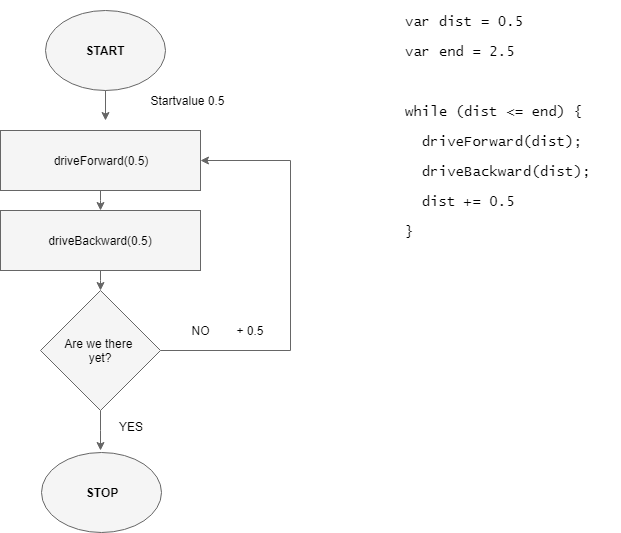 START
Startvalue 0.5
driveForward(0.5)
driveBackward(0.5)
Are we there
yet?
NO + 0.5
YES
STOP
var dist = 0.5
var end = 2.5
while (dist <= end) {
driveForward(dist);
driveBackward(dist);
dist += 0.5
}